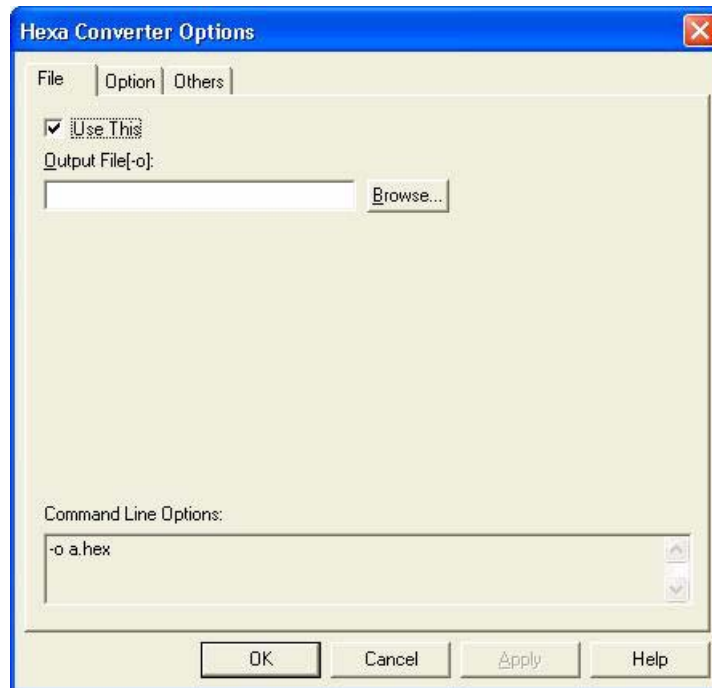 Hexa Converter Options
File Option Others
Use This
Output File[-o]:
Browse...
Command Line Options:
-o a.hex
OK Cancel Apply Help